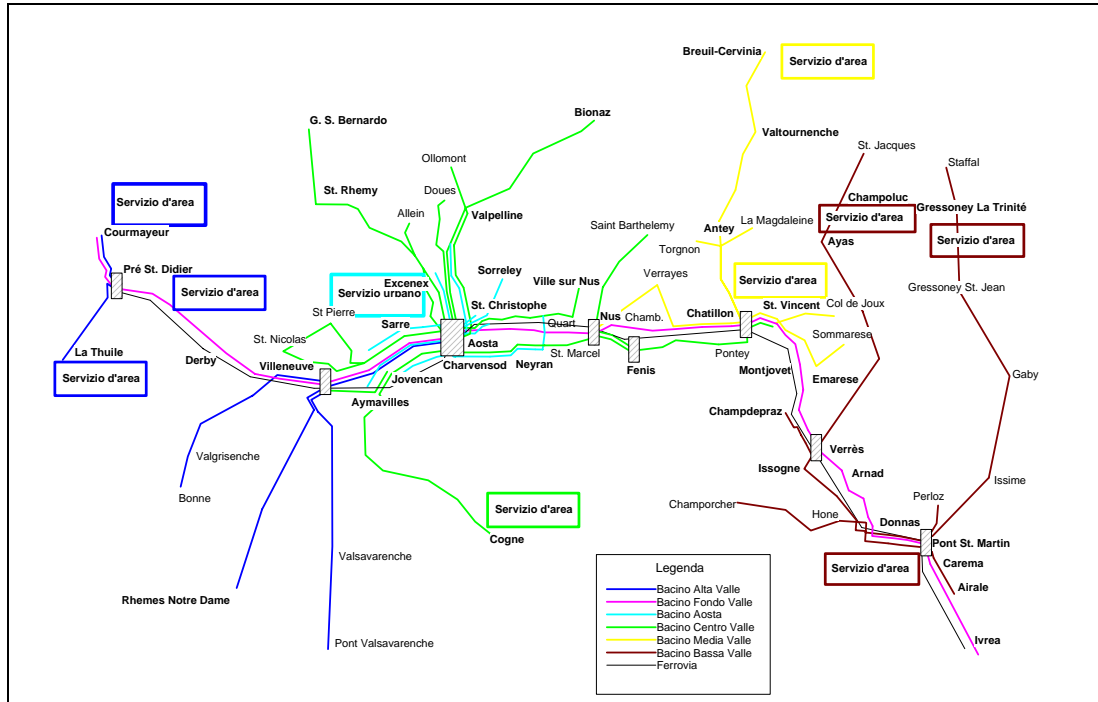 Breuil-Cervinia
Servizio d'area
G. S. Bernardo
Bionaz
Valtournenche
St. Jacques
Ollomont
Staffal
St. Rhemy
Doues
Servizio d'area
Champoluc
Gressoney La Trinité
Allein
Valpelline
La Magdaleine
Servizio d'area
Courmayeur
Saint Barthelemy
Antey
Ayas
Servizio d'area
Torgnon
Pré St. Didier
Sorreley
Verrayes
Servizio d'area
Servizio d'area
Excenex
Ville sur Nus
Gressoney St. Jean
Servizio urbano
St. Christophe
St. Vincent
Col de Joux
St Pierre
Chatillon
Sarre
Quart
Nus
Chamb.
St. Nicolas
Aosta
Sommarese
La Thuile
Derby
Villeneuve
Charvensod
Neyran
St. Marcel
Fenis
Pontey
Montjovet
Servizio d'area
Jovencan
Emarese
Gaby
Aymavilles
Champdepraz
Verrès
Valgrisenche
Issogne
Arnad
Issime
Bonne
Perloz
Champorcher
Servizio d'area
Hone
Donnas
Cogne
Pont St. Martin
Valsavarenche
Carema
Servizio d'area
Legenda
Airale
Bacino Alta Valle
Rhemes Notre Dame
Bacino Fondo Valle
Bacino Aosta
Bacino Centro Valle
Pont Valsavarenche
Bacino Media Valle
Ivrea
Bacino Bassa Valle
Ferrovia